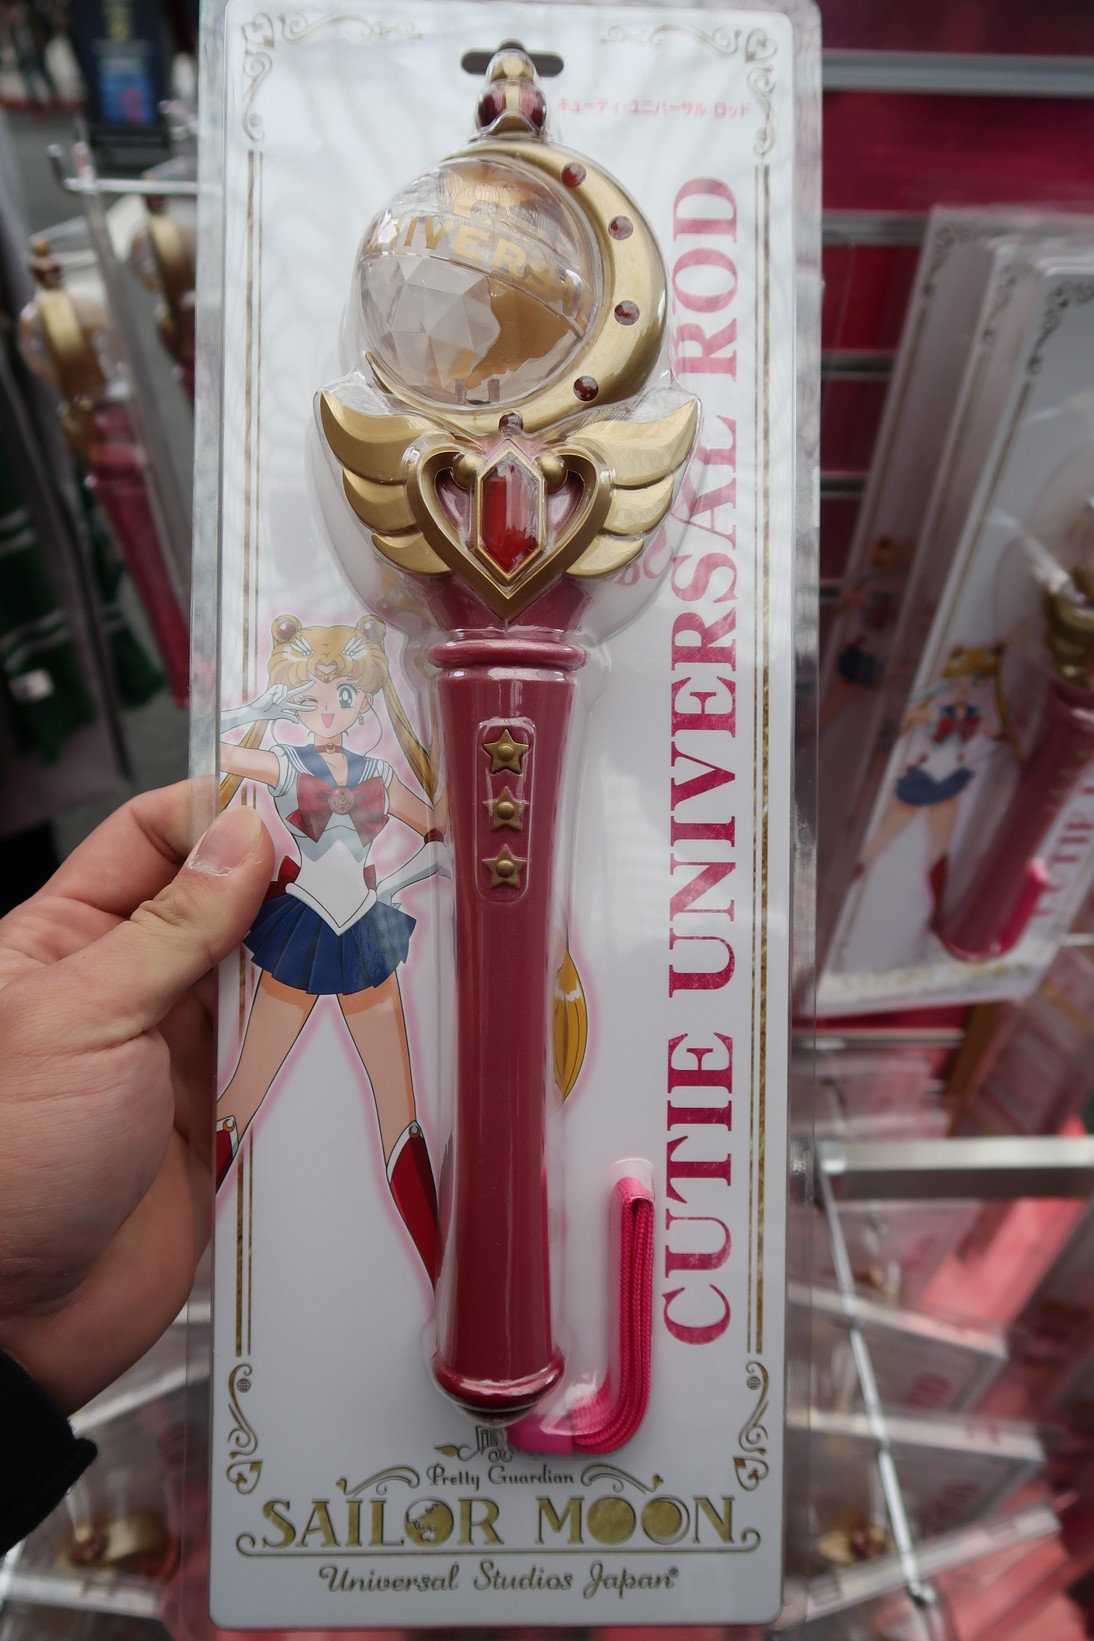 キューティ・ユニバーサル・ロッド
UNIVERSAL
CUTIE UNIVERSAL ROD
Pretty Guardian
SAILOR MOON
Universal Studios Japan®